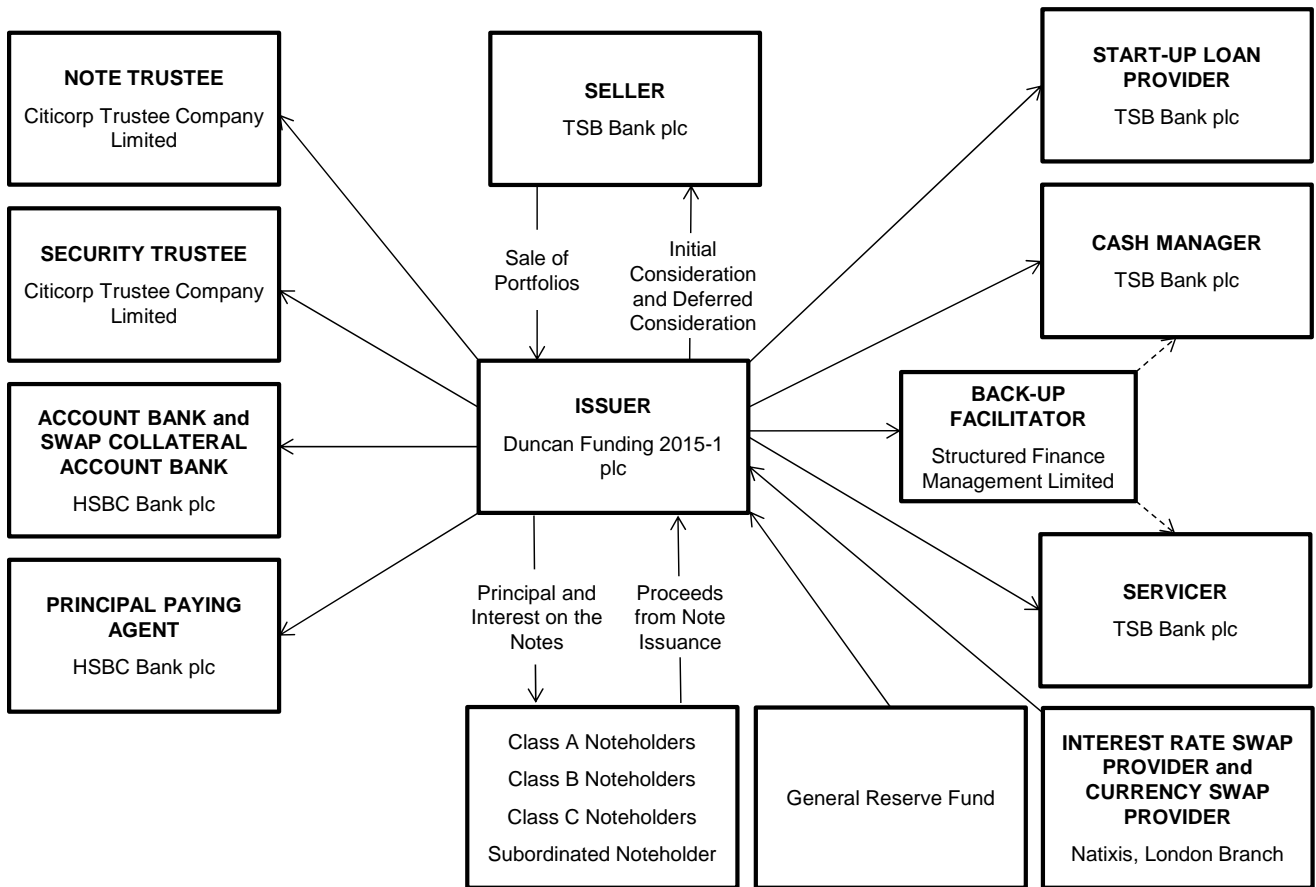 NOTE TRUSTEE
Citicorp Trustee Company
Limited
SECURITY TRUSTEE
Citicorp Trustee Company
Limited
ACCOUNT BANK and
SWAP COLLATERAL
ACCOUNT BANK
HSBC Bank plc
PRINCIPAL PAYING
AGENT
HSBC Bank plc
SELLER
TSB Bank plc
Sale of
Portfolios
Initial
Consideration
and Deferred
Consideration
ISSUER
Duncan Funding 2015-1
plc
Principal and
Interest on the
Notes
Proceeds
from Note
Issuance
Class A Noteholders
Class B Noteholders
Class C Noteholders
Subordinated Noteholder
General Reserve Fund
START-UP LOAN
PROVIDER
TSB Bank plc
CASH MANAGER
TSB Bank plc
BACK-UP
FACILITATOR
Structured Finance
Management Limited
SERVICER
TSB Bank plc
INTEREST RATE SWAP
PROVIDER and
CURRENCY SWAP
PROVIDER
Natixis, London Branch